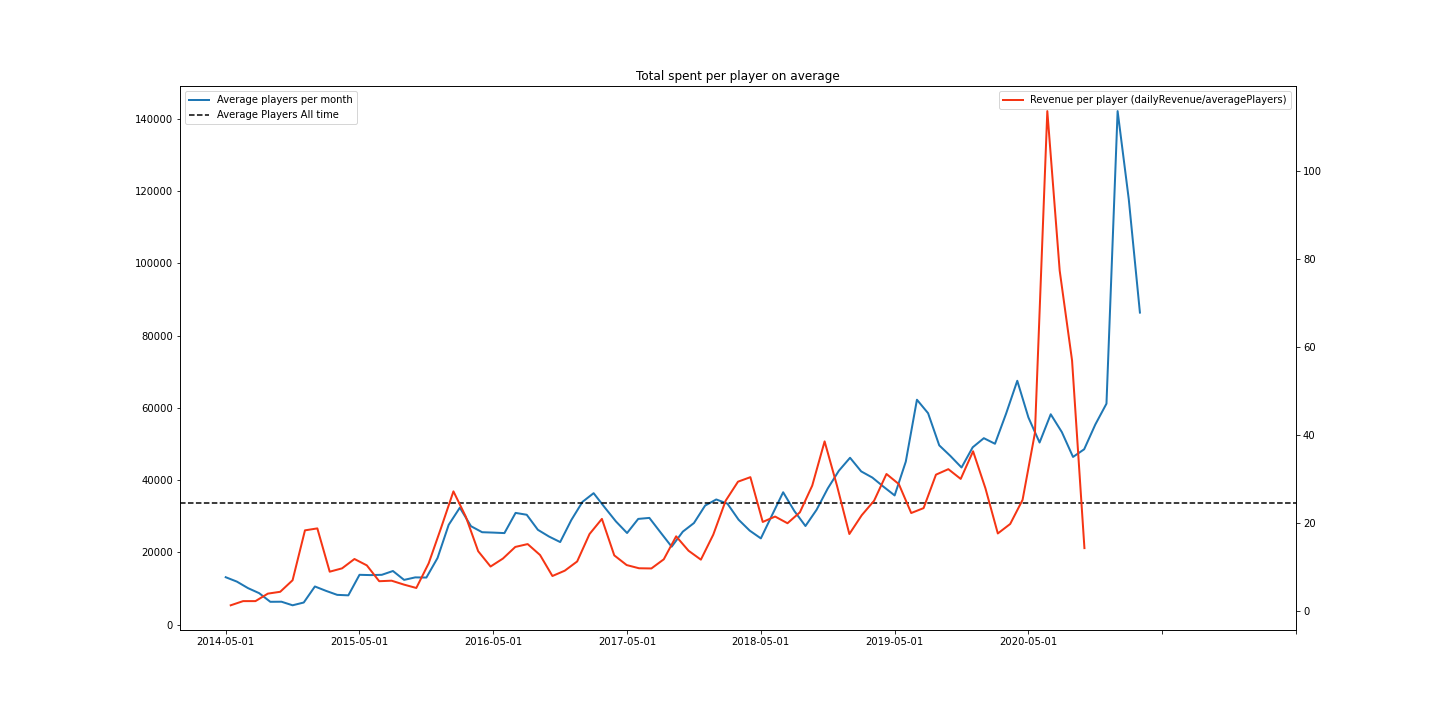 Total spent per player on average
Average players per month
Average Players All time
Revenue per player (dailyRevenue/averagePlayers)
140000
120000
100000
80000
60000
40000
20000
0
100
80
60
40
20
0
2014-05-01 2015-05-01 2016-05-01 2017-05-01 2018-05-01 2019-05-01 2020-05-01